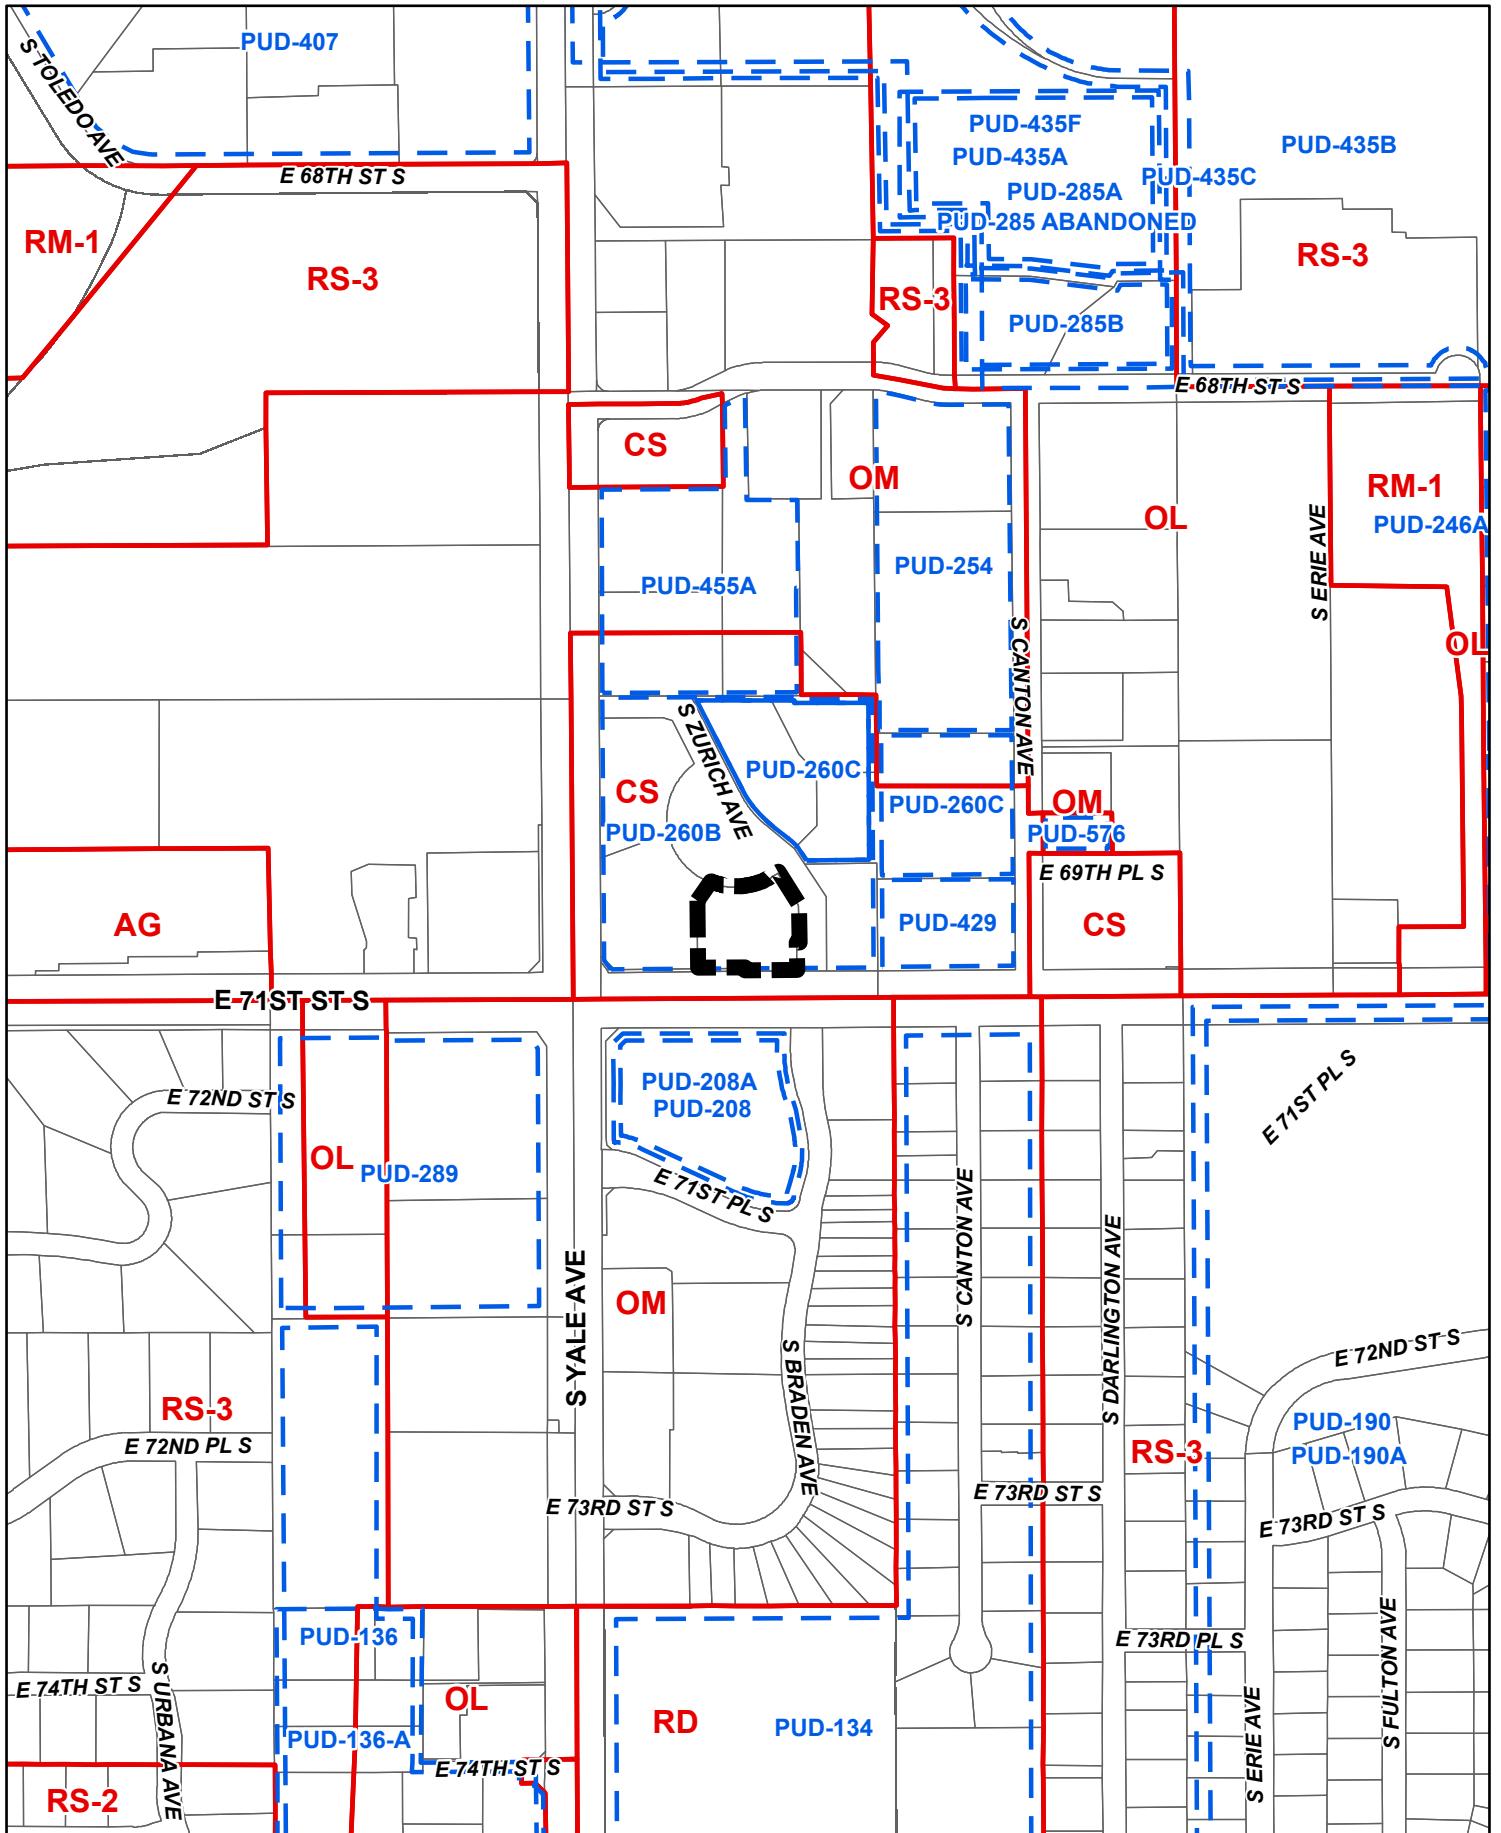 PUD-407
S TOLEDO AVE
PUD-435F
PUD-435A
PUD-435B
PUD-285A
PUD-435C
PUD-285 ABANDONED
E 68TH ST S
RM-1
RS-3
RS-3
RS-3
PUD-285B
E 68TH ST S
CS
OM
RM-1
OL
PUD-246A
S ERIE AVE
PUD-254
PUD-455A
S CANTON AVE
OL
S ZURICH AVE
PUD-260C
CS
PUD-260B
PUD-260C
OM
PUD-576
E 69TH PL S
AG
PUD-429
CS
E 71ST ST S
PUD-208A
PUD-208
E 71ST PL S
E 72ND ST S
OL
PUD-289
E 71ST PL S
S CANTON AVE
S DARLINGTON AVE
S YALE AVE
OM
S BRADEN AVE
E 72ND ST S
RS-3
PUD-190
E 72ND PL S
RS-3
PUD-190A
E 73RD ST S
E 73RD ST S
E 73RD ST S
PUD-136
E 73RD PL S
S FULTON AVE
E 74TH ST S
S URBANA AVE
OL
RD
PUD-134
PUD-136-A
S ERIE AVE
E 74TH ST S
RS-2